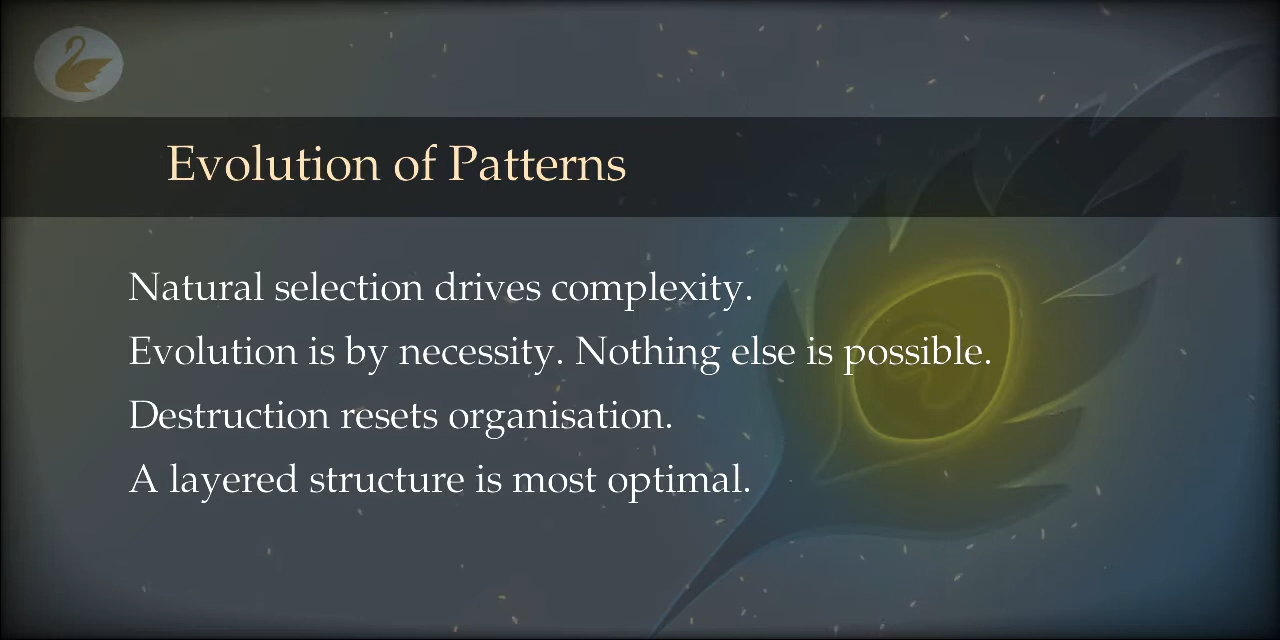 Evolution of Patterns
Natural selection drives complexity.
Evolution is by necessity. Nothing else is possible.
Destruction resets organisation.
A layered structure is most optimal.